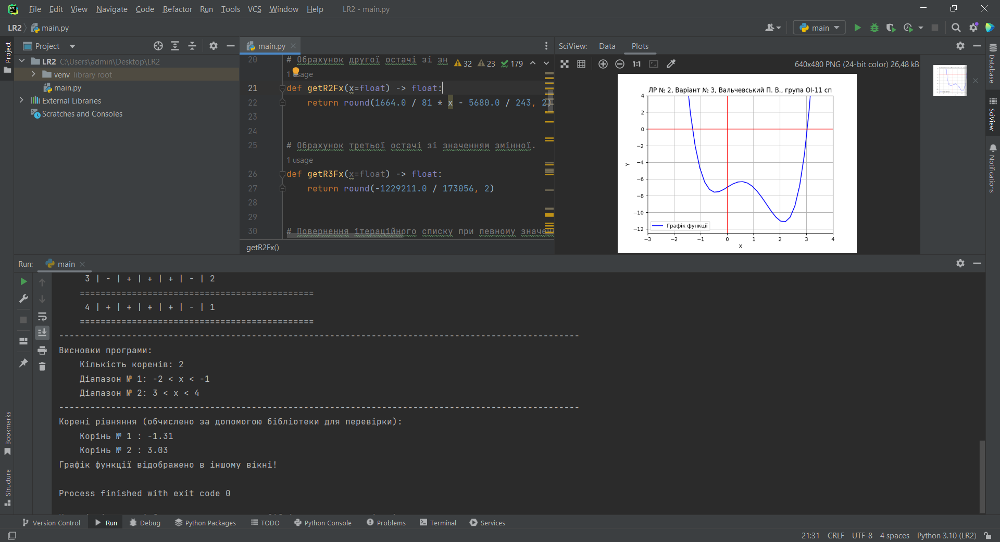 File Edit View Navigate Code Refactor Run Tools VCS Window Help LR2 - main.py
LR2 main.py
main
Project
Project
LR2 C:\Users\admin\Desktop\LR2
venv library root
main.py
External Libraries
Scratches and Consoles
main.py
20 # Обрахунок другої остачі зі зн 32 23 179
1 usage
21 def getR2Fx(x=float) -> float:
22 return round(1664.0 / 81 * x - 5680.0 / 243, 2)
23
24
25 # Обрахунок третьої остачі зі значенням змінної.
1 usage
26 def getR3Fx(x=float) -> float:
27 return round(-1229211.0 / 173056, 2)
28
29
30 # Повернення ітераційного списку при певному значен
getR2Fx()
SciView: Data Plots
1:1 640x480 PNG (24-bit color) 26,48 kB
ЛР № 2, Варіант № 3, Вальчевський П. В., група ОІ-11 сп
4
2
0
−2
−4
−6
−8
−10
−12
Y
Графік функції
−3 −2 −1 0 1 2 3 4
X
Database
SciView
Notifications
Run: main
3 | - | + | + | + | - | 2
=============================================
4 | + | + | + | + | - | 1
=============================================
----------------------------------------------------------------------------------------------------
Висновки програми:
Кількість коренів: 2
Діапазон № 1: -2 < x < -1
Діапазон № 2: 3 < x < 4
----------------------------------------------------------------------------------------------------
Корені рівняння (обчислено за допомогою бібліотеки для перевірки):
Корінь № 1 : -1.31
Корінь № 2 : 3.03
Графік функції відображено в іншому вікні!
Process finished with exit code 0
Bookmarks
Structure
Version Control Run Debug Python Packages TODO Python Console Problems Terminal Services
21:31 CRLF UTF-8 4 spaces Python 3.10 (LR2)